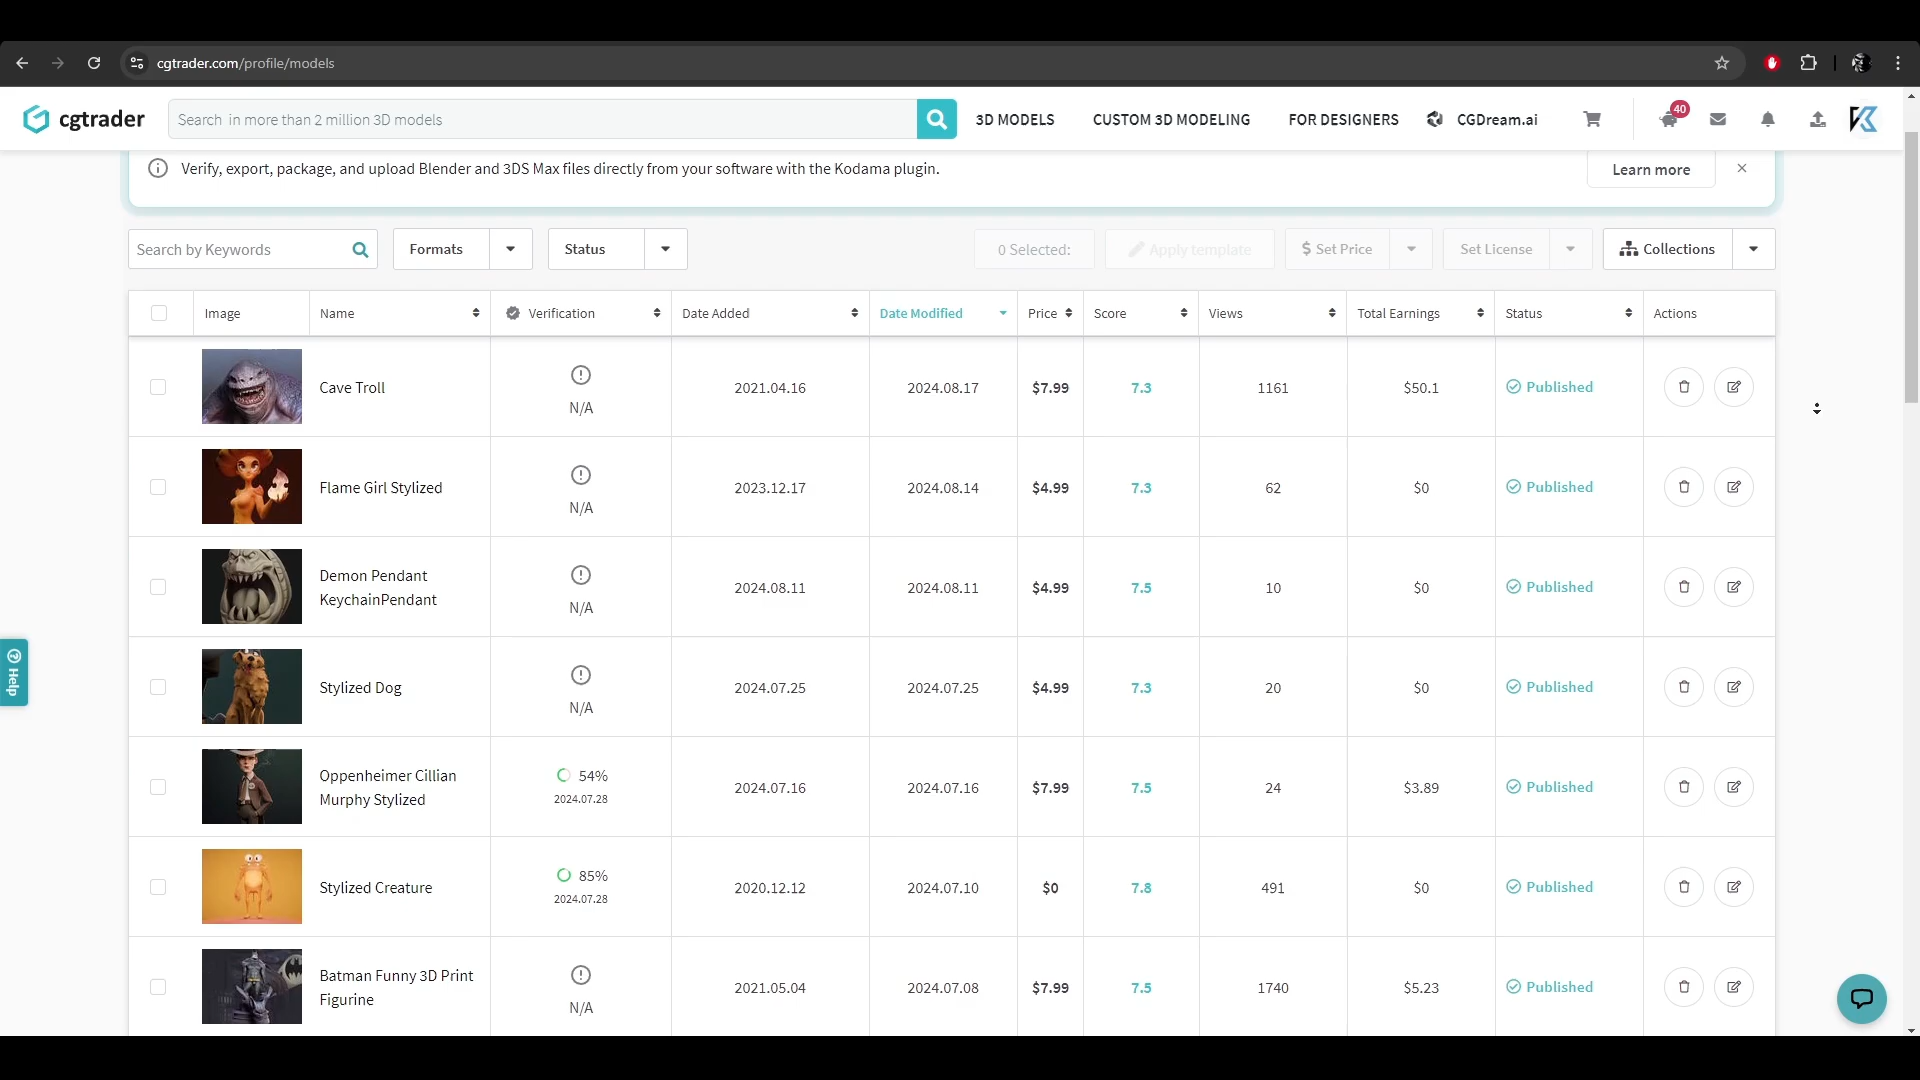 cgtrader.com/profile/models
cgtrader
Search in more than 2 million 3D models
3D MODELS
CUSTOM 3D MODELING
FOR DESIGNERS
CGDream.ai
40
Verify, export, package, and upload Blender and 3DS Max files directly from your software with the Kodama plugin.
Learn more
Search by Keywords
Formats
Status
0 Selected:
Apply template
$ Set Price
Set License
Collections
Image
Name
Verification
Date Added
Date Modified
Price
Score
Views
Total Earnings
Status
Actions
Cave Troll
N/A
2021.04.16
2024.08.17
$7.99
7.3
1161
$50.1
Published
Flame Girl Stylized
N/A
2023.12.17
2024.08.14
$4.99
7.3
62
$0
Published
Demon Pendant
KeychainPendant
N/A
2024.08.11
2024.08.11
$4.99
7.5
10
$0
Published
Stylized Dog
N/A
2024.07.25
2024.07.25
$4.99
7.3
20
$0
Published
Oppenheimer Cillian
Murphy Stylized
54%
2024.07.28
2024.07.16
2024.07.16
$7.99
7.5
24
$3.89
Published
Stylized Creature
85%
2024.07.28
2020.12.12
2024.07.10
$0
7.8
491
$0
Published
Batman Funny 3D Print
Figurine
N/A
2021.05.04
2024.07.08
$7.99
7.5
1740
$5.23
Published
Help